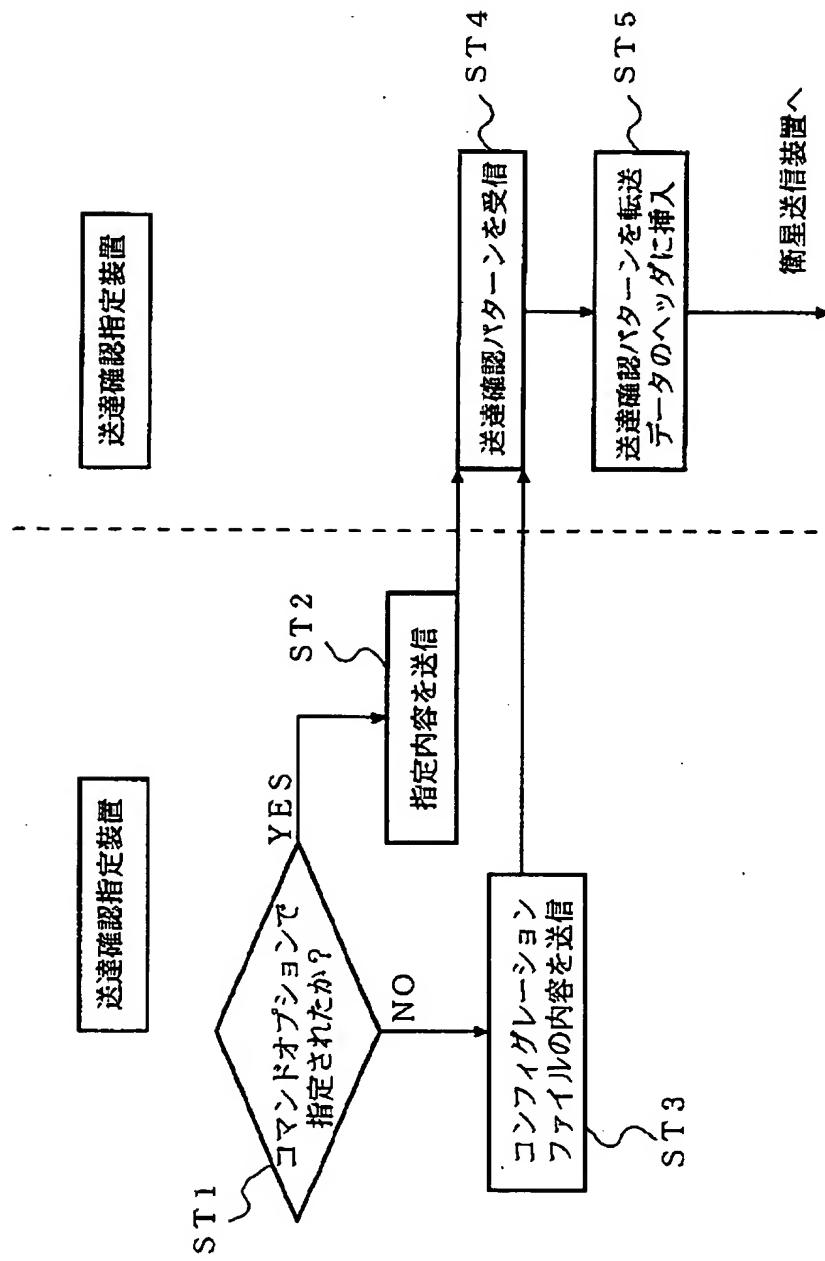 送達確認指定装置
送達確認指定装置
ST1
コマンドオプションで
指定されたか?
YES
NO
ST2
指定内容を送信
ST3
コンフィグレーション
ファイルの内容を送信
ST4
送達確認パターンを受信
ST5
送達確認パターンを転送
データのヘッダに挿入
衛星送信装置へ